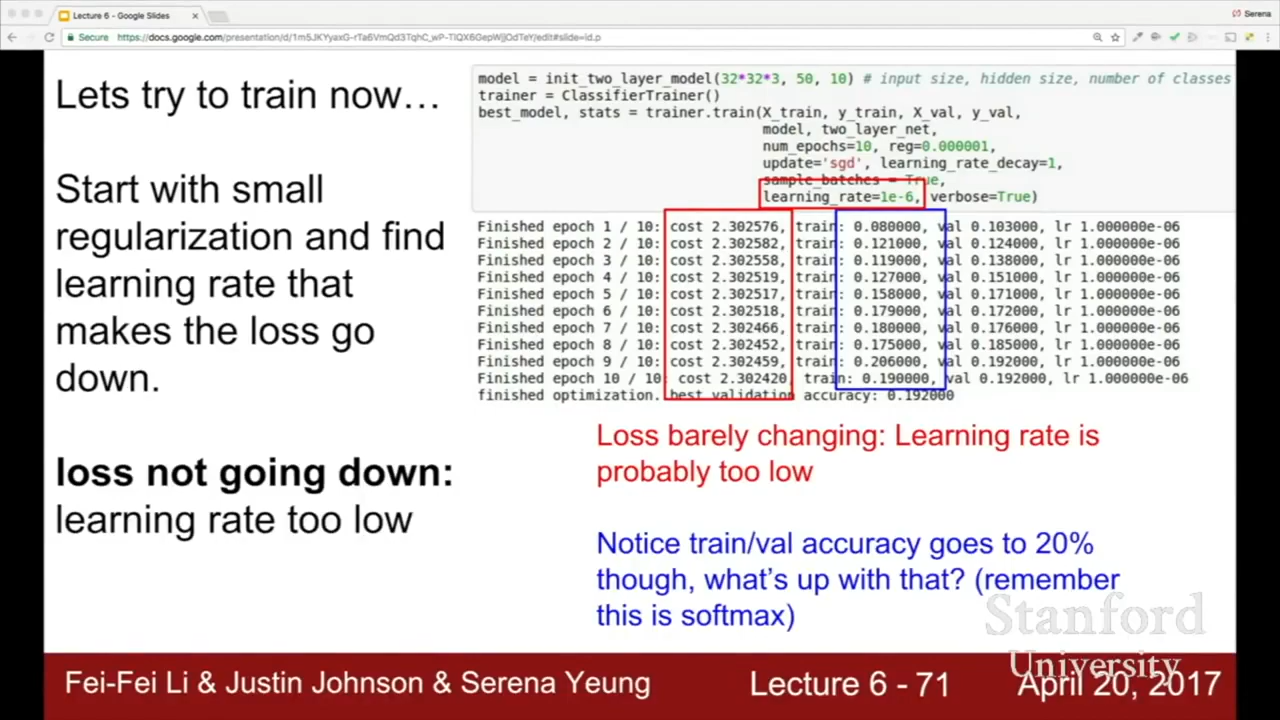 Lecture 6 - Google Slides
Serena
Secure
Lets try to train now…
Start with small
regularization and find
learning rate that
makes the loss go
down.
loss not going down:
learning rate too low
model = init_two_layer_model(32*32*3, 50, 10) # input size, hidden size, number of classes
trainer = ClassifierTrainer()
best_model, stats = trainer.train(X_train, y_train, X_val, y_val,
model, two_layer_net,
num_epochs=10, reg=0.000001,
update='sgd', learning_rate_decay=1,
sample_batches = True,
learning_rate=1e-6, verbose=True)
Finished epoch 1 / 10: cost 2.302576, train: 0.080000, val 0.103000, lr 1.000000e-06
Finished epoch 2 / 10: cost 2.302582, train: 0.121000, val 0.124000, lr 1.000000e-06
Finished epoch 3 / 10: cost 2.302558, train: 0.119000, val 0.138000, lr 1.000000e-06
Finished epoch 4 / 10: cost 2.302519, train: 0.127000, val 0.151000, lr 1.000000e-06
Finished epoch 5 / 10: cost 2.302517, train: 0.158000, val 0.171000, lr 1.000000e-06
Finished epoch 6 / 10: cost 2.302518, train: 0.179000, val 0.172000, lr 1.000000e-06
Finished epoch 7 / 10: cost 2.302466, train: 0.180000, val 0.176000, lr 1.000000e-06
Finished epoch 8 / 10: cost 2.302452, train: 0.175000, val 0.185000, lr 1.000000e-06
Finished epoch 9 / 10: cost 2.302459, train: 0.206000, val 0.192000, lr 1.000000e-06
Finished epoch 10 / 10: cost 2.302420, train: 0.190000, val 0.192000, lr 1.000000e-06
finished optimization. best validation accuracy: 0.192000
Loss barely changing: Learning rate is
probably too low
Notice train/val accuracy goes to 20%
though, what's up with that? (remember
this is softmax)
Stanford
University
Fei-Fei Li & Justin Johnson & Serena Yeung
Lecture 6 - 71
April 20, 2017